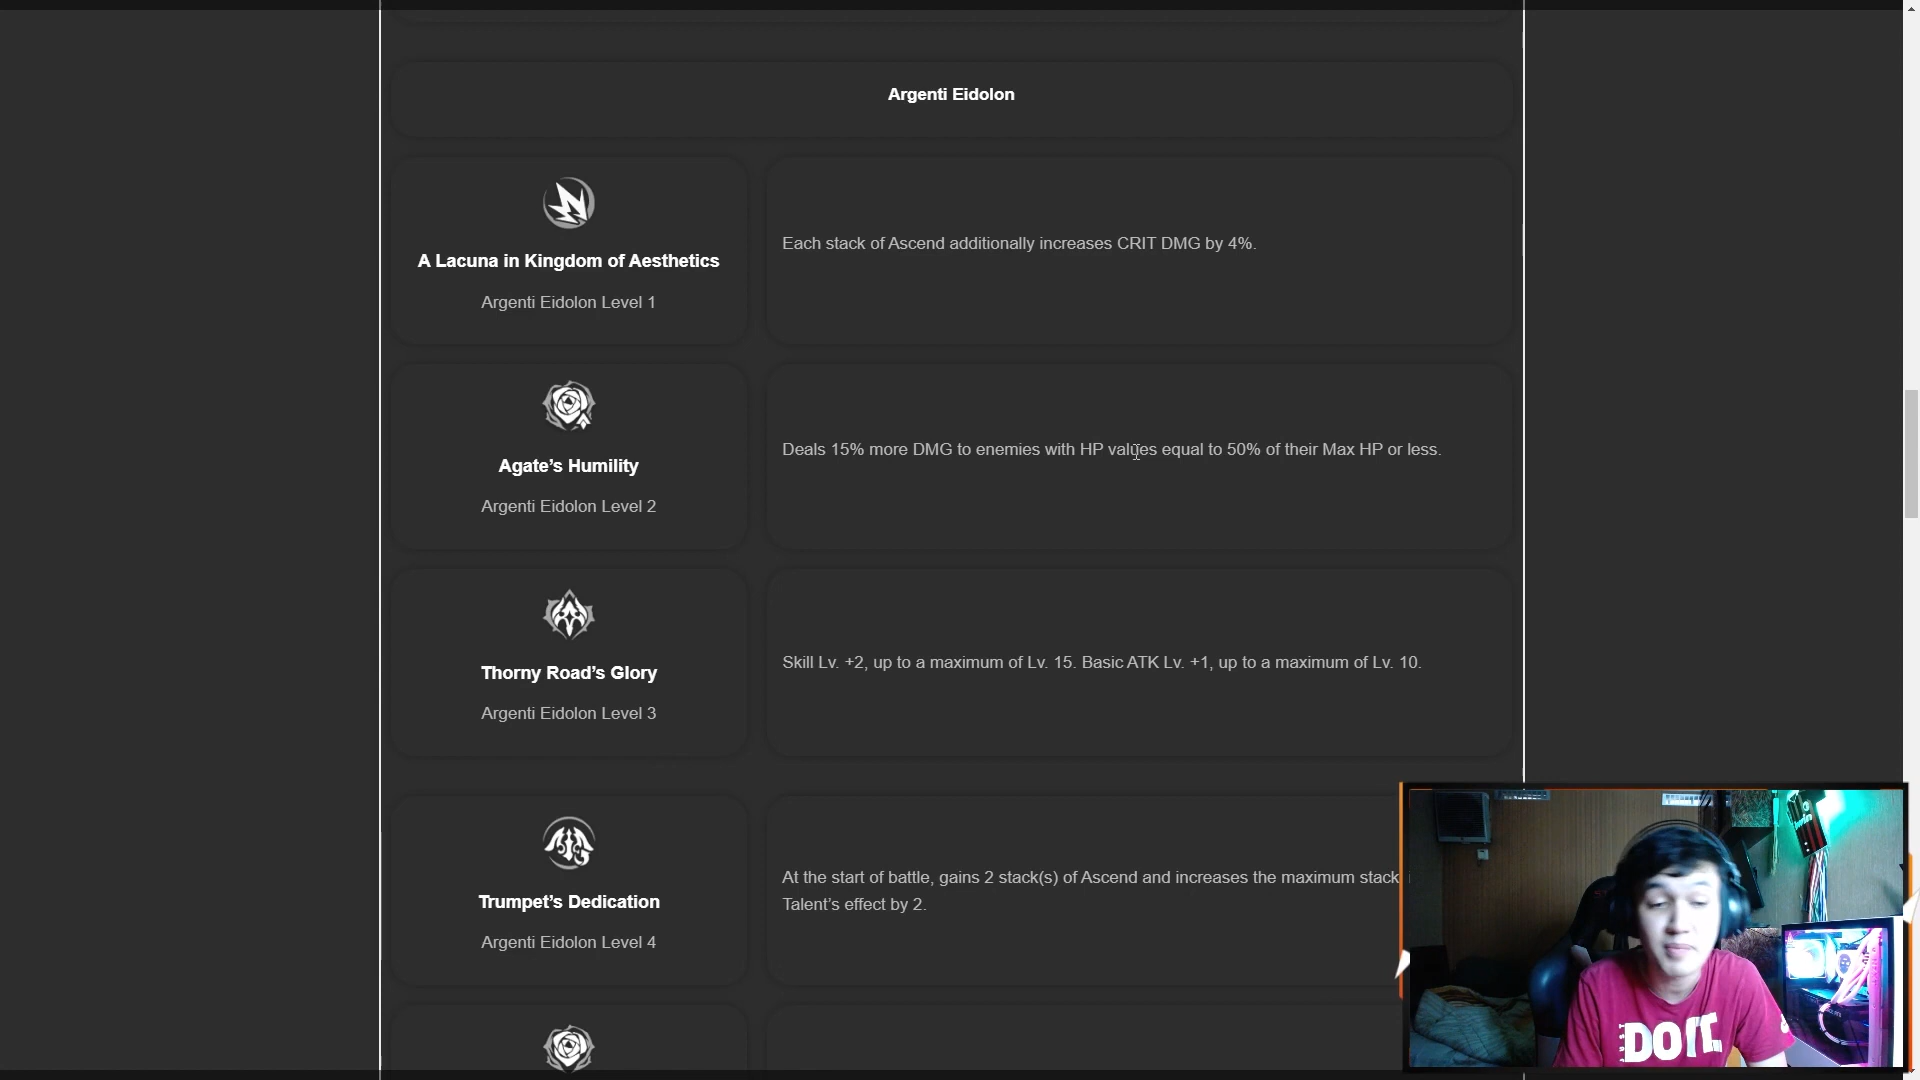 Argenti Eidolon
A Lacuna in Kingdom of Aesthetics
Argenti Eidolon Level 1
Each stack of Ascend additionally increases CRIT DMG by 4%.
Agate’s Humility
Argenti Eidolon Level 2
Deals 15% more DMG to enemies with HP values equal to 50% of their Max HP or less.
Thorny Road’s Glory
Argenti Eidolon Level 3
Skill Lv. +2, up to a maximum of Lv. 15. Basic ATK Lv. +1, up to a maximum of Lv. 10.
Trumpet’s Dedication
Argenti Eidolon Level 4
At the start of battle, gains 2 stack(s) of Ascend and increases the maximum stack
Talent’s effect by 2.
DO IT.